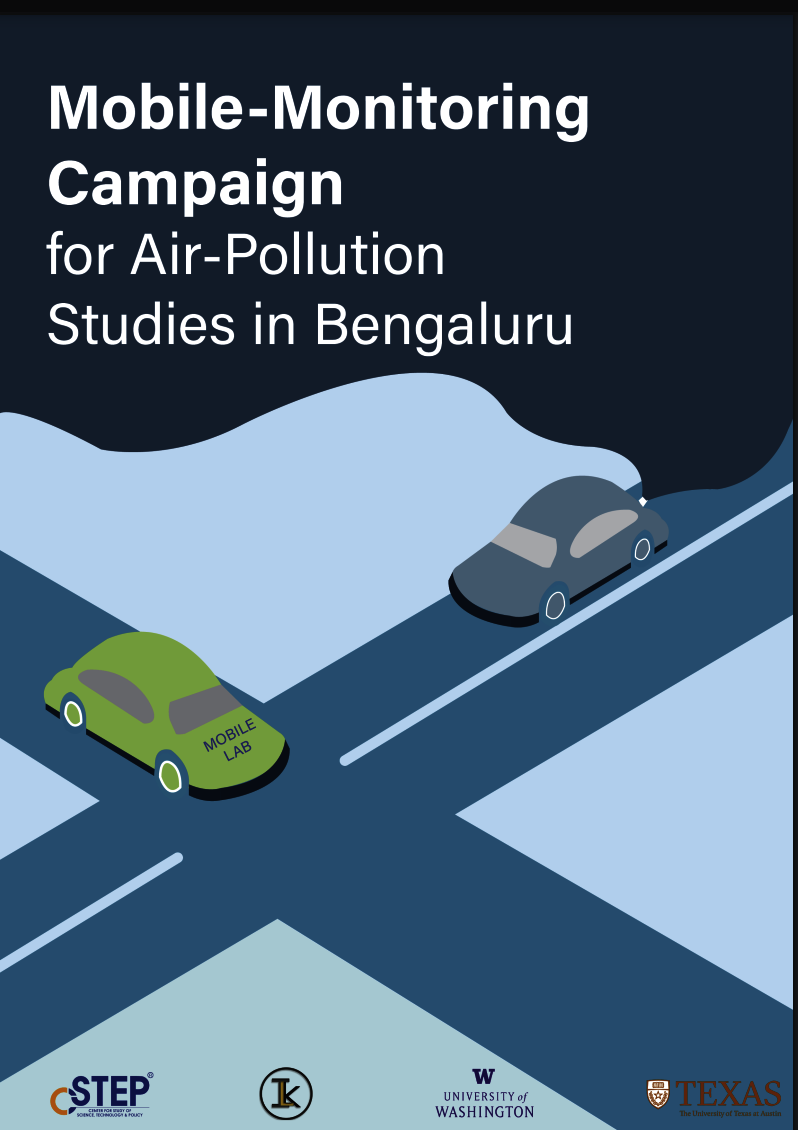 Mobile-Monitoring
Campaign
for Air-Pollution
Studies in Bengaluru
MOBILE
LAB
CSTEP®
CENTER FOR STUDY OF
SCIENCE, TECHNOLOGY & POLICY
W
UNIVERSITY of
WASHINGTON
TEXAS
The University of Texas at Austin